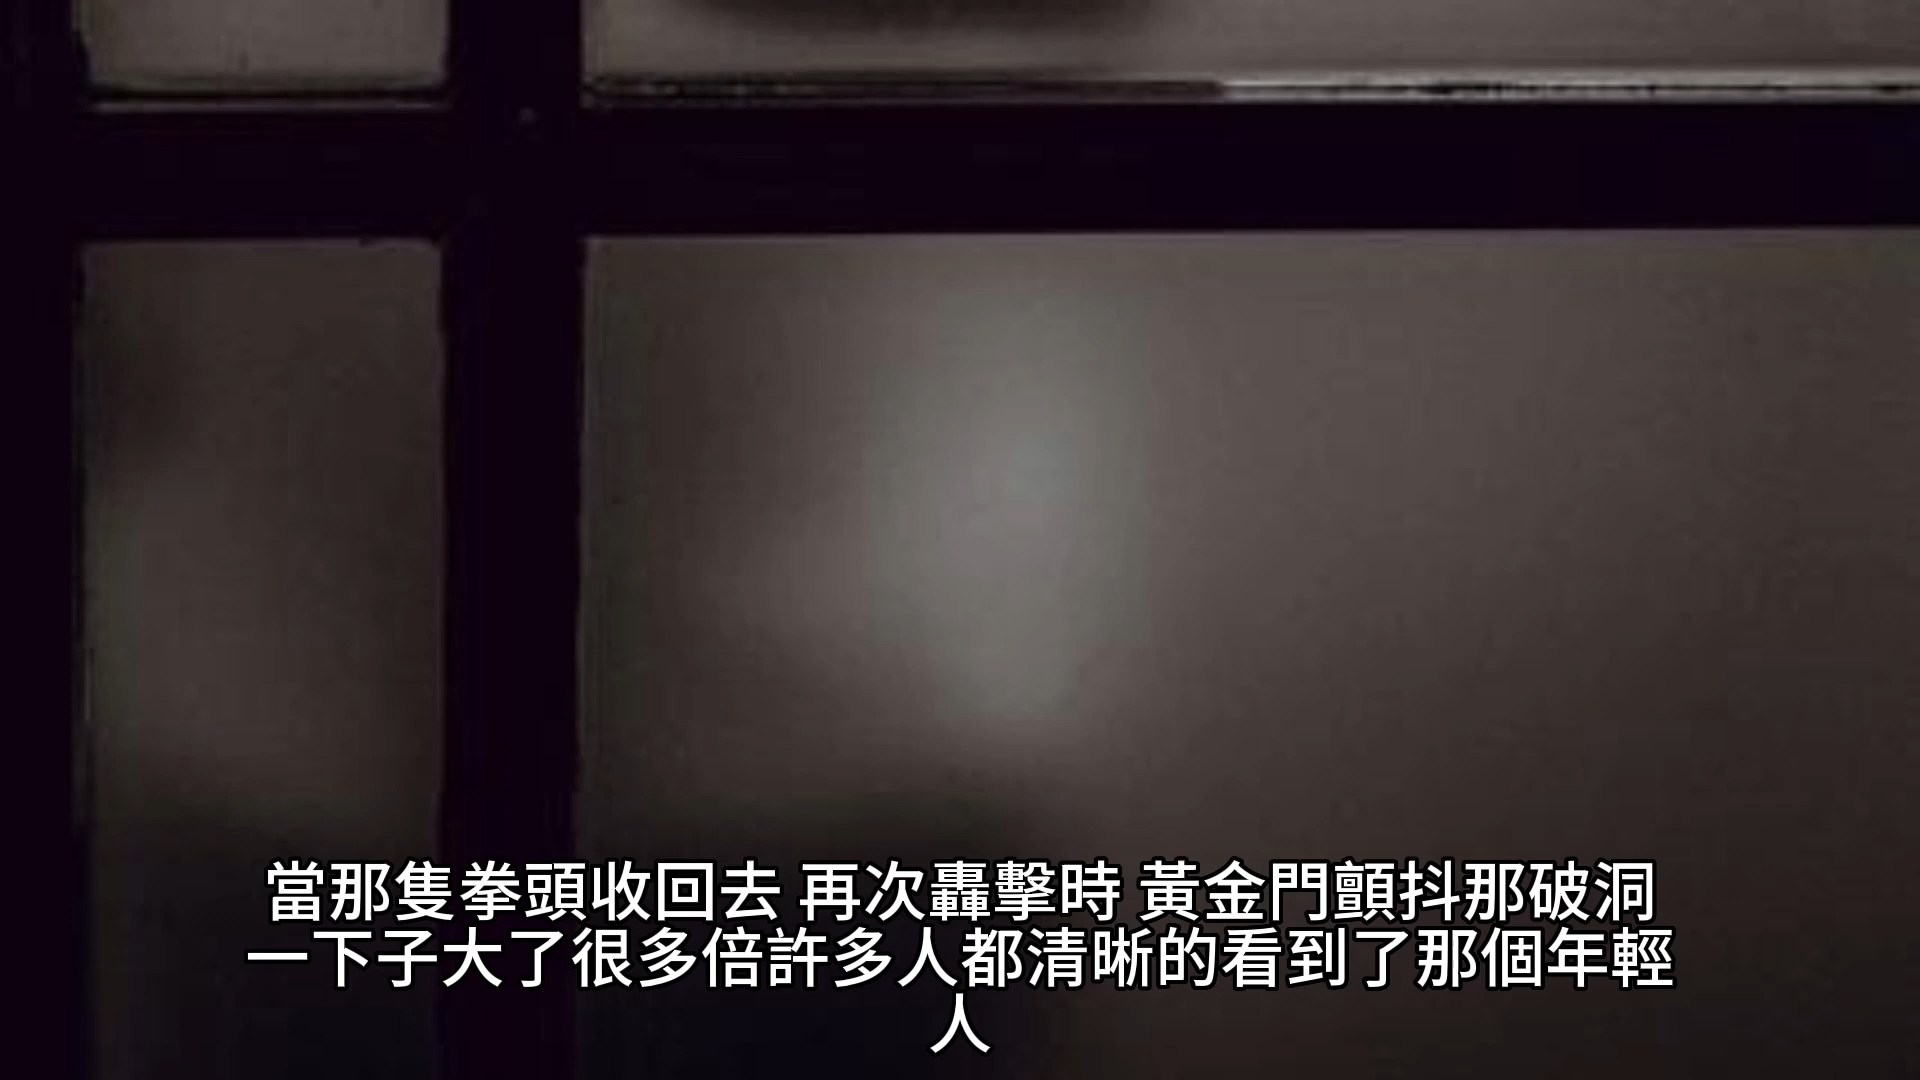 當那隻拳頭收回去 再次轟擊時 黃金門顫抖那破洞
一下子大了很多倍許多人都清晰的看到了那個年輕
人